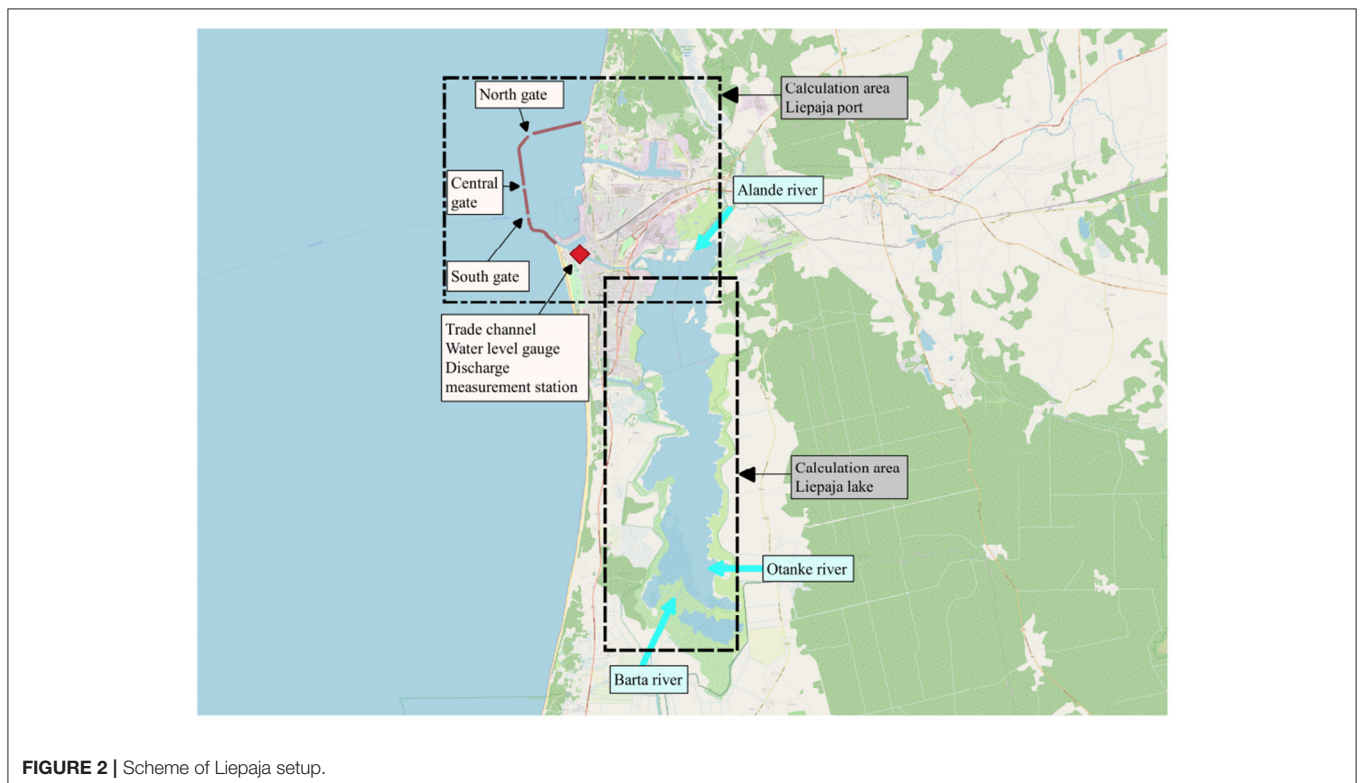 North gate
Calculation area
Liepaja port
Central
gate
Alande river
South gate
Trade channel
Water level gauge
Discharge
measurement station
Calculation area
Liepaja lake
Otanke river
Barta river
FIGURE 2 | Scheme of Liepaja setup.